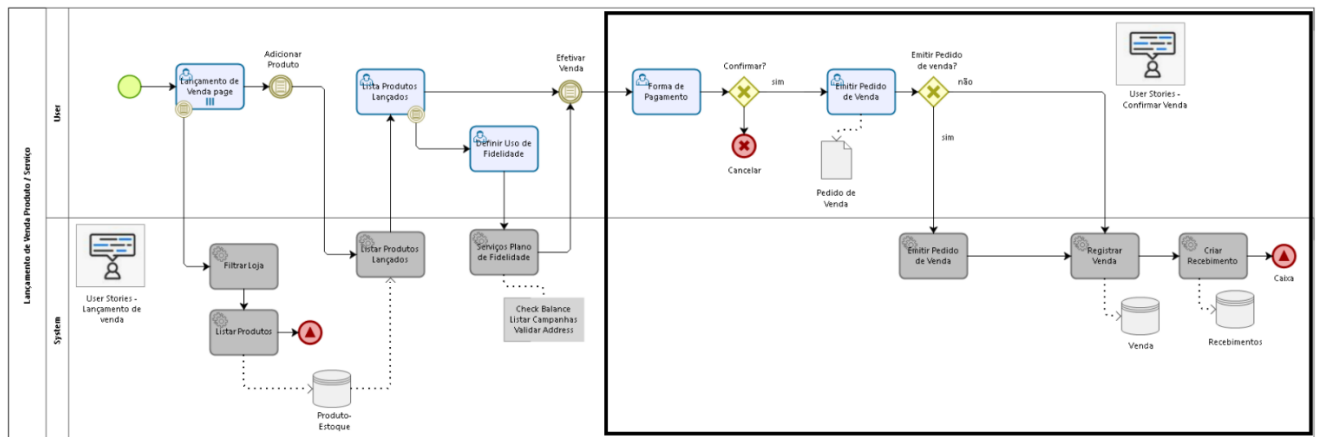 Lançamento de Venda Produto / Serviço
User
Lançamento de
Venda page
Adicionar
Produto
Lista Produtos
Lançados
Definir Uso de
Fidelidade
Efetivar
Venda
Forma de
Pagamento
Confirmar?
sim
Cancelar
Emitir Pedido
de Venda
Pedido de
Venda
Emitir Pedido
de venda?
não
sim
User Stories -
Confirmar Venda
System
User Stories -
Lançamento de
venda
Filtrar Loja
Listar Produtos
Produto-
Estoque
Listar Produtos
Lançados
Serviços Plano
de Fidelidade
Check Balance
Listar Campanhas
Validar Address
Emitir Pedido
de Venda
Registrar
Venda
Venda
Criar
Recebimento
Recebimentos
Caixa